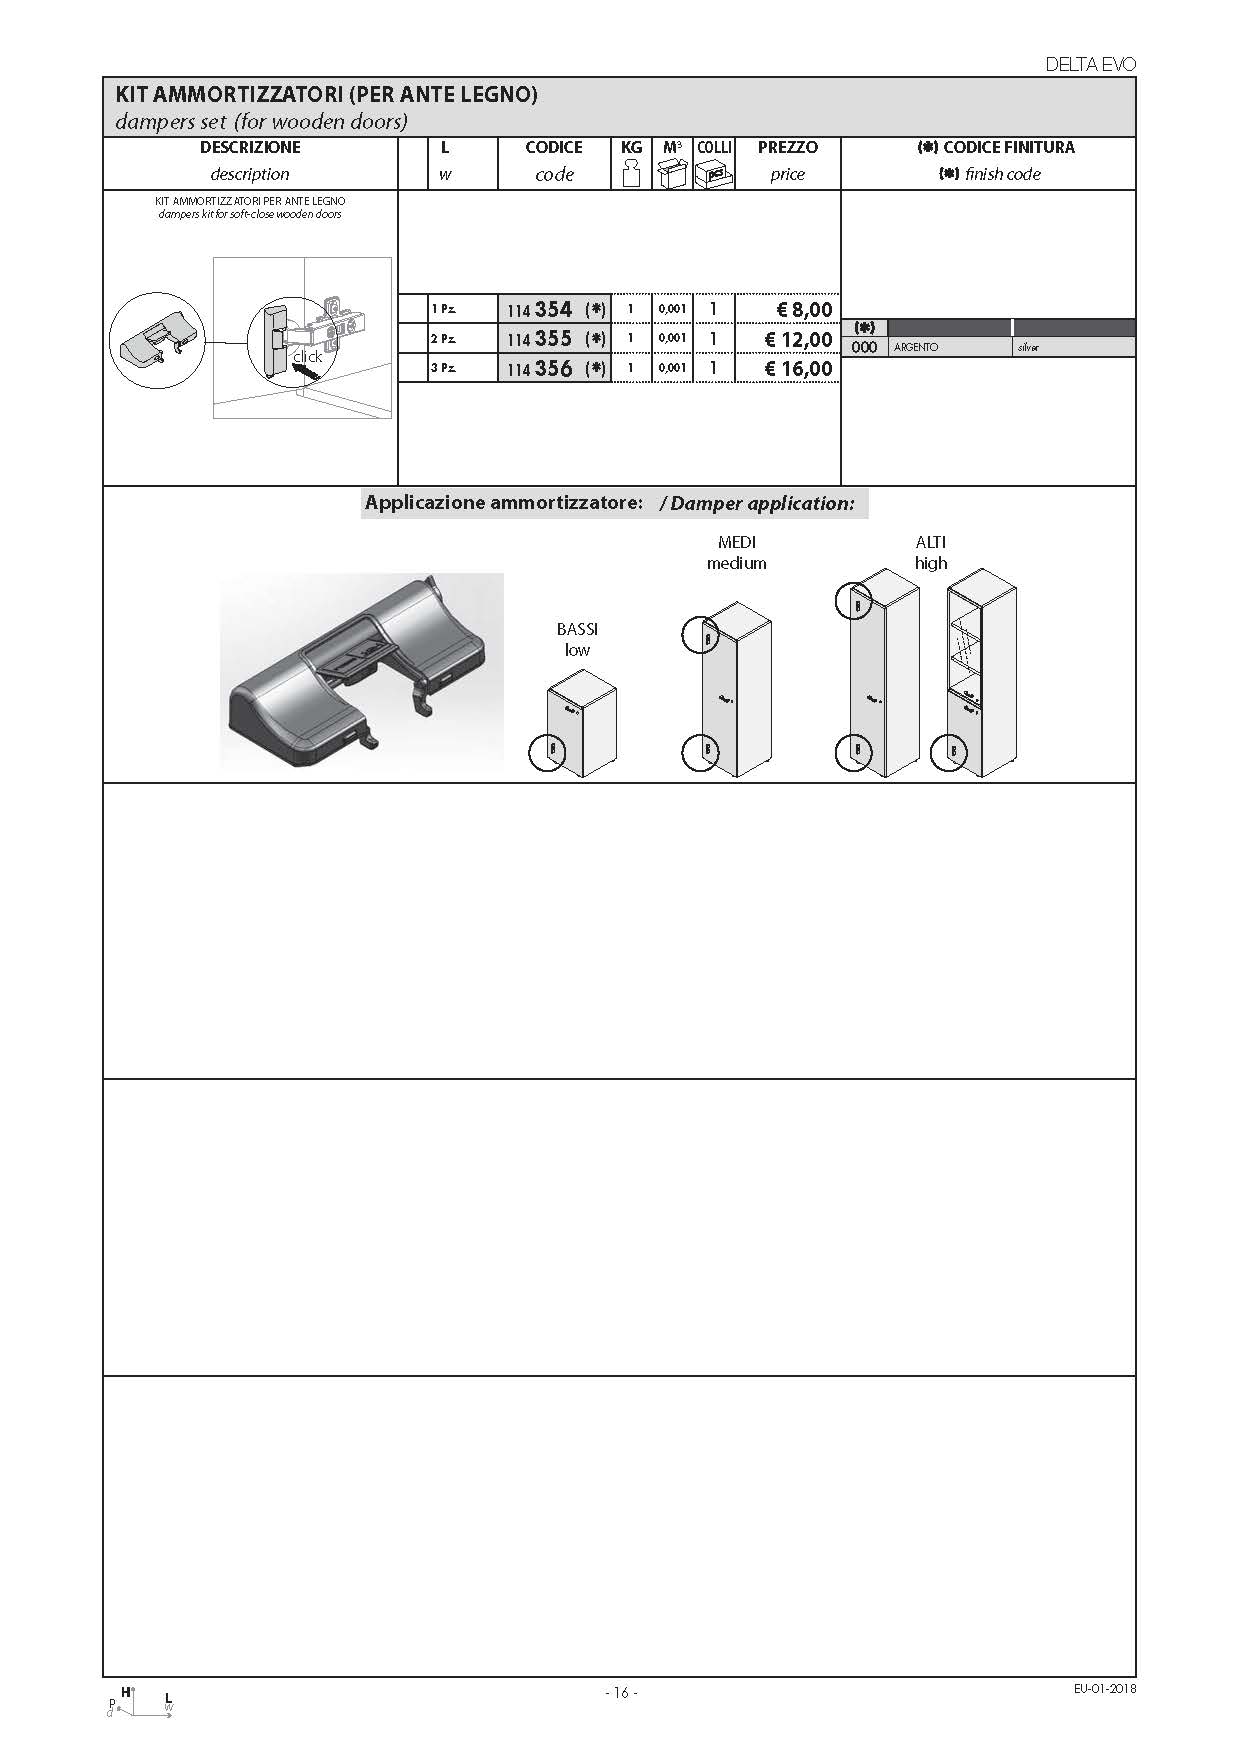 DELTA EVO
KIT AMMORTIZZATORI (PER ANTE LEGNO)
dampers set (for wooden doors)
DESCRIZIONE L CODICE KG M³ COLLI PREZZO (✱) CODICE FINITURA
description w code pcs price (✱) finish code
KIT AMMORTIZZATORI PER ANTE LEGNO
dampers kit for soft-close wooden doors
click
1 Pz. 114 354 (✱) 1 0,001 1 € 8,00
2 Pz. 114 355 (✱) 1 0,001 1 € 12,00
3 Pz. 114 356 (✱) 1 0,001 1 € 16,00
(✱)
000 ARGENTO silver
Applicazione ammortizzatore: / Damper application:
MEDI
medium
ALTI
high
BASSI
low
H
L
P
w
d
- 16 -
EU-01-2018